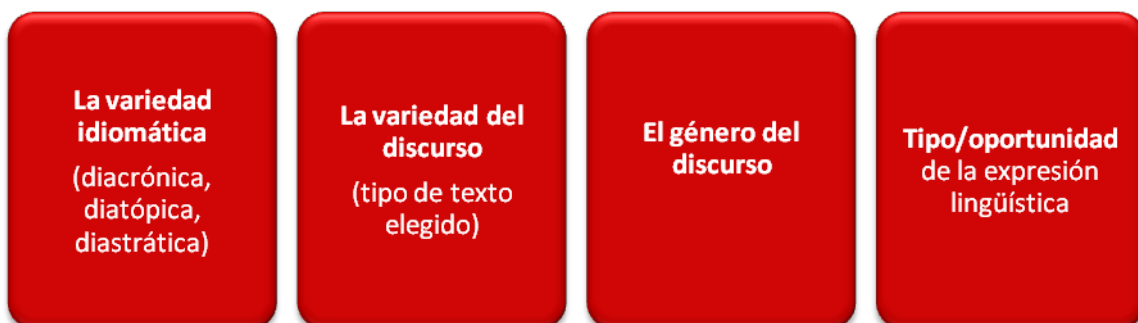 La variedad
idiomática
(diacrónica,
diatópica,
diastrática)
La variedad del
discurso
(tipo de texto
elegido)
El género del
discurso
Tipo/oportunidad
de la expresión
lingüística